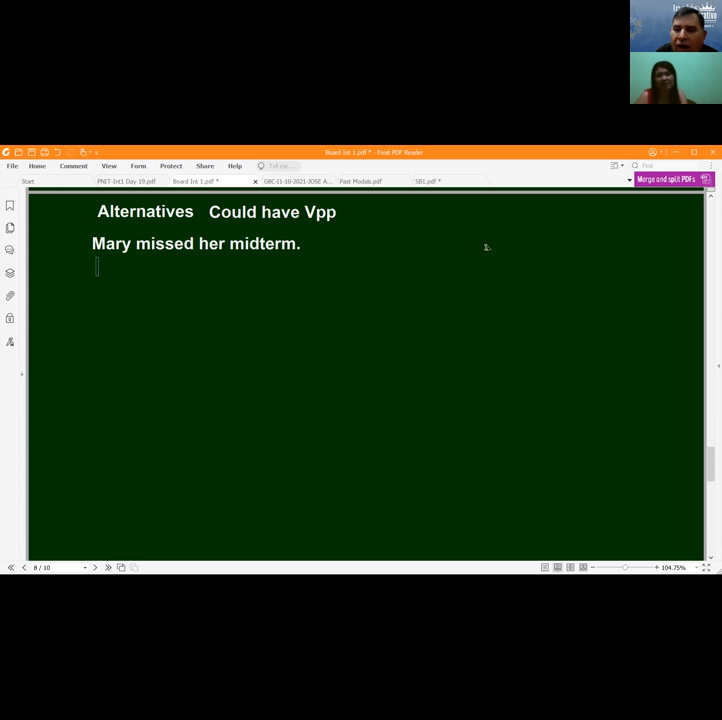 Board Int 1.pdf * - Foxit PDF Reader
File Home Comment View Form Protect Share Help Tell me... Find
Start PNET-Int1 Day 19.pdf Board Int 1.pdf * Past Modals.pdf SB1.pdf * Merge and split PDFs
Alternatives Could have Vpp
Mary missed her midterm.
8 / 10 104.75%